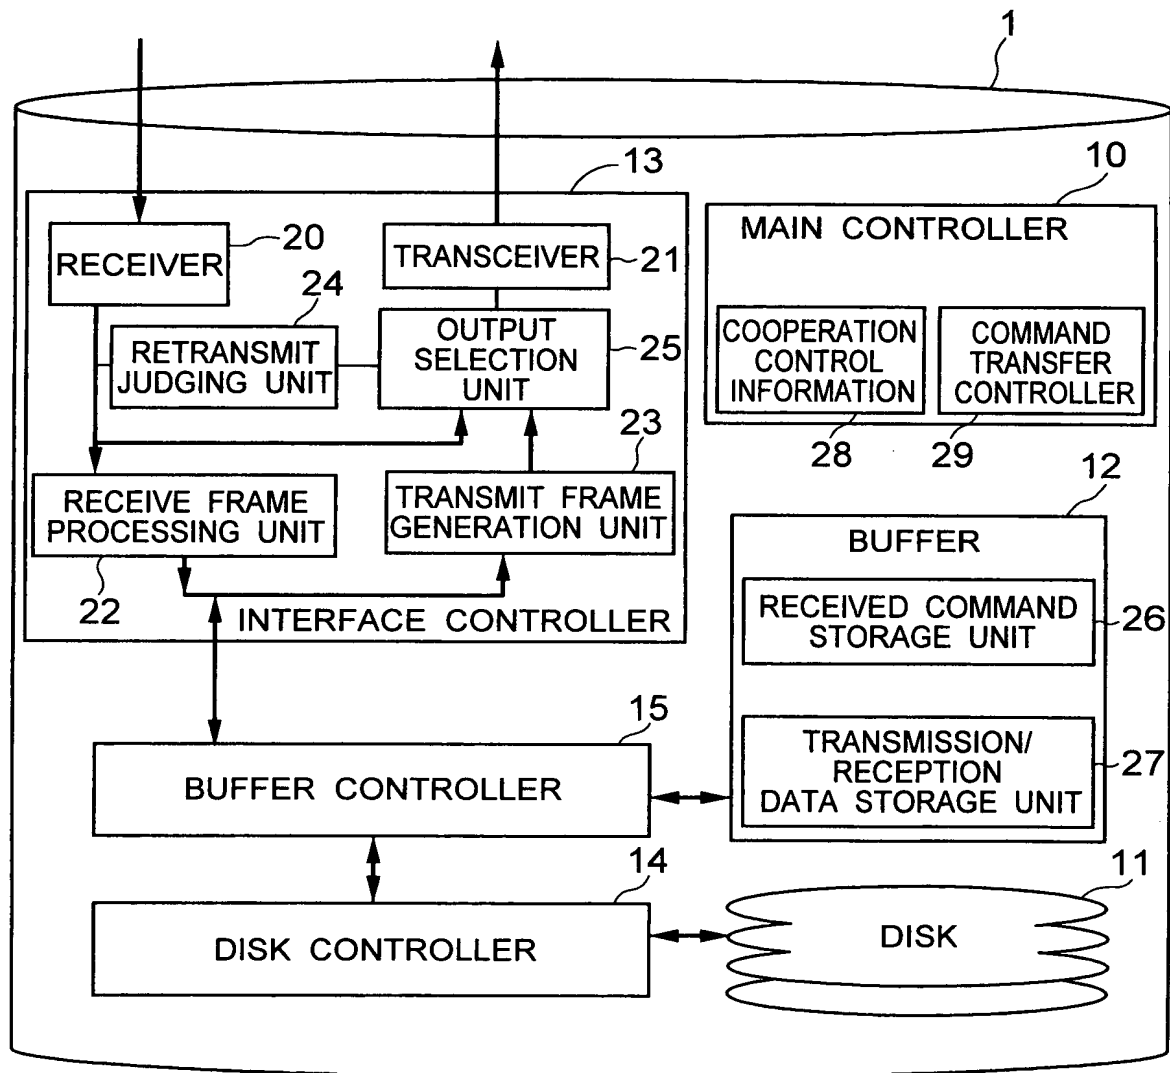 1
13
10
RECEIVER
20
TRANSCEIVER
21
MAIN CONTROLLER
24
RETRANSMIT
JUDGING UNIT
OUTPUT
SELECTION
UNIT
25
COOPERATION
CONTROL
INFORMATION
COMMAND
TRANSFER
CONTROLLER
28
29
23
RECEIVE FRAME
PROCESSING UNIT
TRANSMIT FRAME
GENERATION UNIT
22
INTERFACE CONTROLLER
12
BUFFER
RECEIVED COMMAND
STORAGE UNIT
26
TRANSMISSION/
RECEPTION
DATA STORAGE UNIT
27
15
BUFFER CONTROLLER
14
DISK CONTROLLER
11
DISK